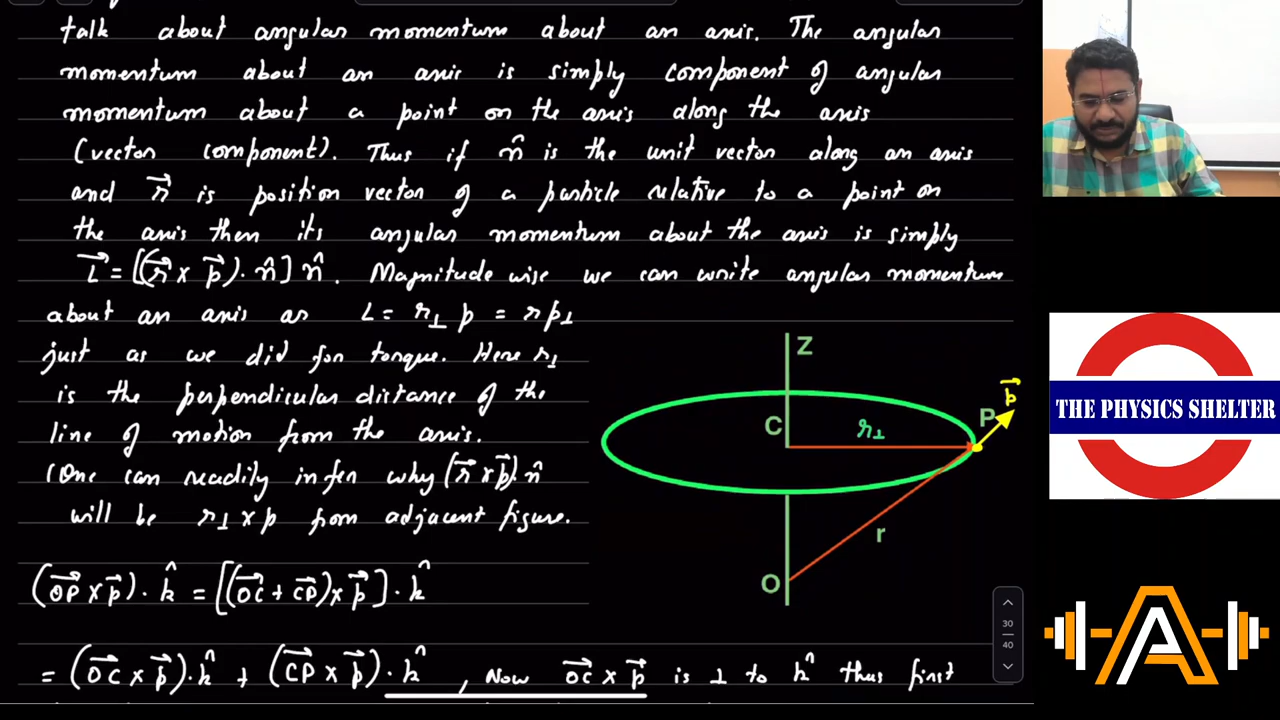 talk about angular momentum about an axis. The angular
momentum about an axis is simply component of angular
momentum about a point on the axis along the axis
(vector component). Thus if n̂ is the unit vector along an axis
and r⃗ is position vector of a particle relative to a point on
the axis then its angular momentum about the axis is simply
L⃗ = [(r⃗ × p⃗). n̂] n̂. Magnitude wise we can write angular momentum
about an axis as L = r⊥ p = r p⊥
just as we did for torque. Here r⊥
is the perpendicular distance of the
line of motion from the axis.
(One can readily infer why (r⃗ × p⃗). n̂
will be r⊥ × p from adjacent figure.
Z
C
r⊥
P
p⃗
r
O
(OP⃗ × p⃗). k̂ = [(OC⃗ + CP⃗) × p⃗]. k̂
= (OC⃗ × p⃗). k̂ + (CP⃗ × p⃗). k̂, Now OC⃗ × p⃗ is ⊥ to k̂ thus first
30
40
THE PHYSICS SHELTER